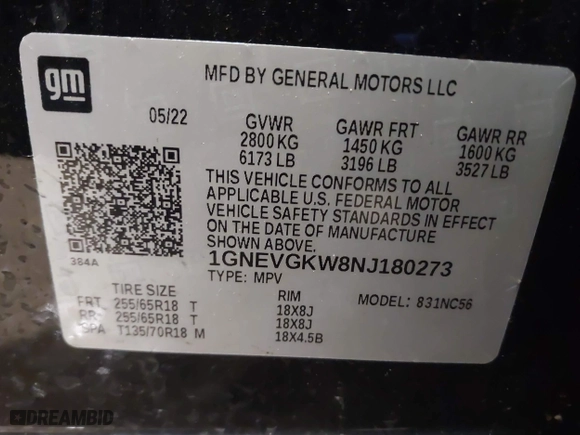 gm
MFD BY GENERAL MOTORS LLC
05/22 GVWR GAWR FRT GAWR RR
2800 KG 1450 KG 1600 KG
6173 LB 3196 LB 3527 LB
THIS VEHICLE CONFORMS TO ALL
APPLICABLE U.S. FEDERAL MOTOR
VEHICLE SAFETY STANDARDS IN EFFECT
ON THE DATE OF MANUFACTURE
SHOWN ABOVE.
384A
1GNEVGKW8NJ180273
TYPE: MPV
TIRE SIZE RIM MODEL: 831NC56
FRT 255/65R18 T 18X8J
RR 255/65R18 T 18X8J
SPA T135/70R18 M 18X4.5B
DREAMBID